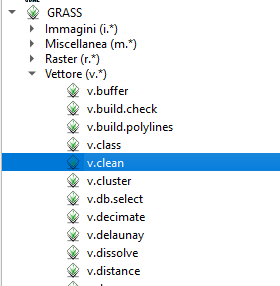 GRASS
Immagini (i.*)
Miscellanea (m.*)
Raster (r.*)
Vettore (v.*)
v.buffer
v.build.check
v.build.polylines
v.class
v.clean
v.cluster
v.db.select
v.decimate
v.delaunay
v.dissolve
v.distance